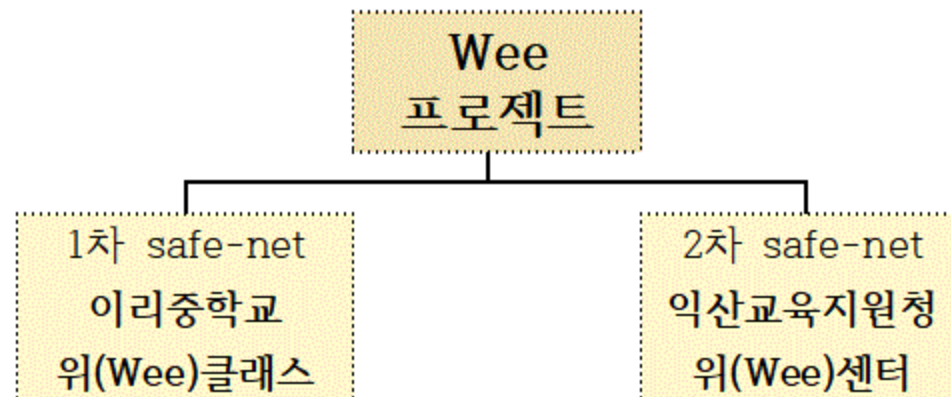 Wee
프로젝트
1차 safe-net
이리중학교
위(Wee)클래스
2차 safe-net
익산교육지원청
위(Wee)센터